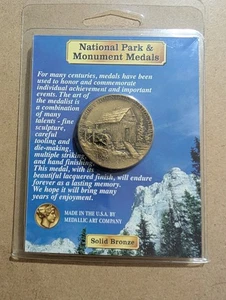 National Park &
Monument Medals
For many centuries, medals have been
used to honor and commemorate
individual achievement and important
events. The art of
the medalist is a
combination
of many
talents - fine
sculpture,
careful
tooling and
die-making,
multiple striking
and hand finishing.
This medal, with its
beautiful lacquered finish, will endure
forever as a lasting memory.
We hope it will bring many
years of enjoyment.
MADE IN THE U.S.A. BY
MEDALLIC ART COMPANY
Solid Bronze